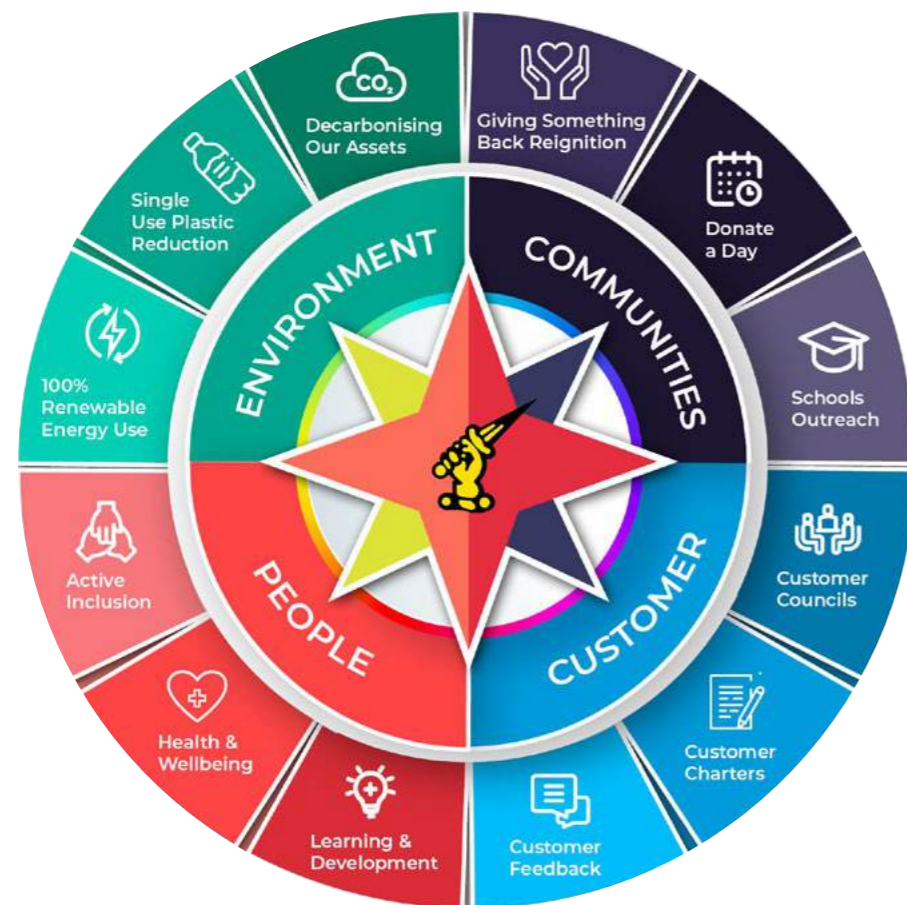 CO₂
Decarbonising
Our Assets
Giving Something
Back Reignition
Single
Use Plastic
Reduction
Donate
a Day
ENVIRONMENT
COMMUNITIES
100%
Renewable
Energy Use
Schools
Outreach
Active
Inclusion
Customer
Councils
PEOPLE
CUSTOMER
Health &
Wellbeing
Customer
Charters
Learning &
Development
Customer
Feedback